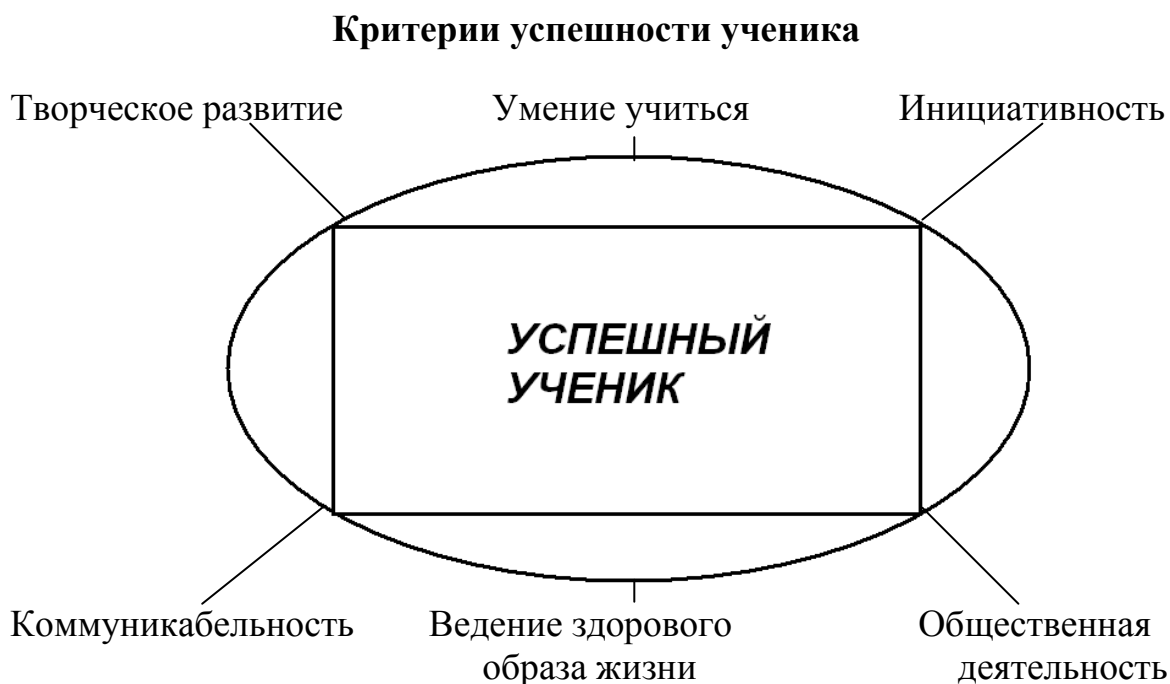 Критерии успешности ученика
Творческое развитие
Умение учиться
Инициативность
УСПЕШНЫЙ
УЧЕНИК
Коммуникабельность
Ведение здорового
образа жизни
Общественная
деятельность